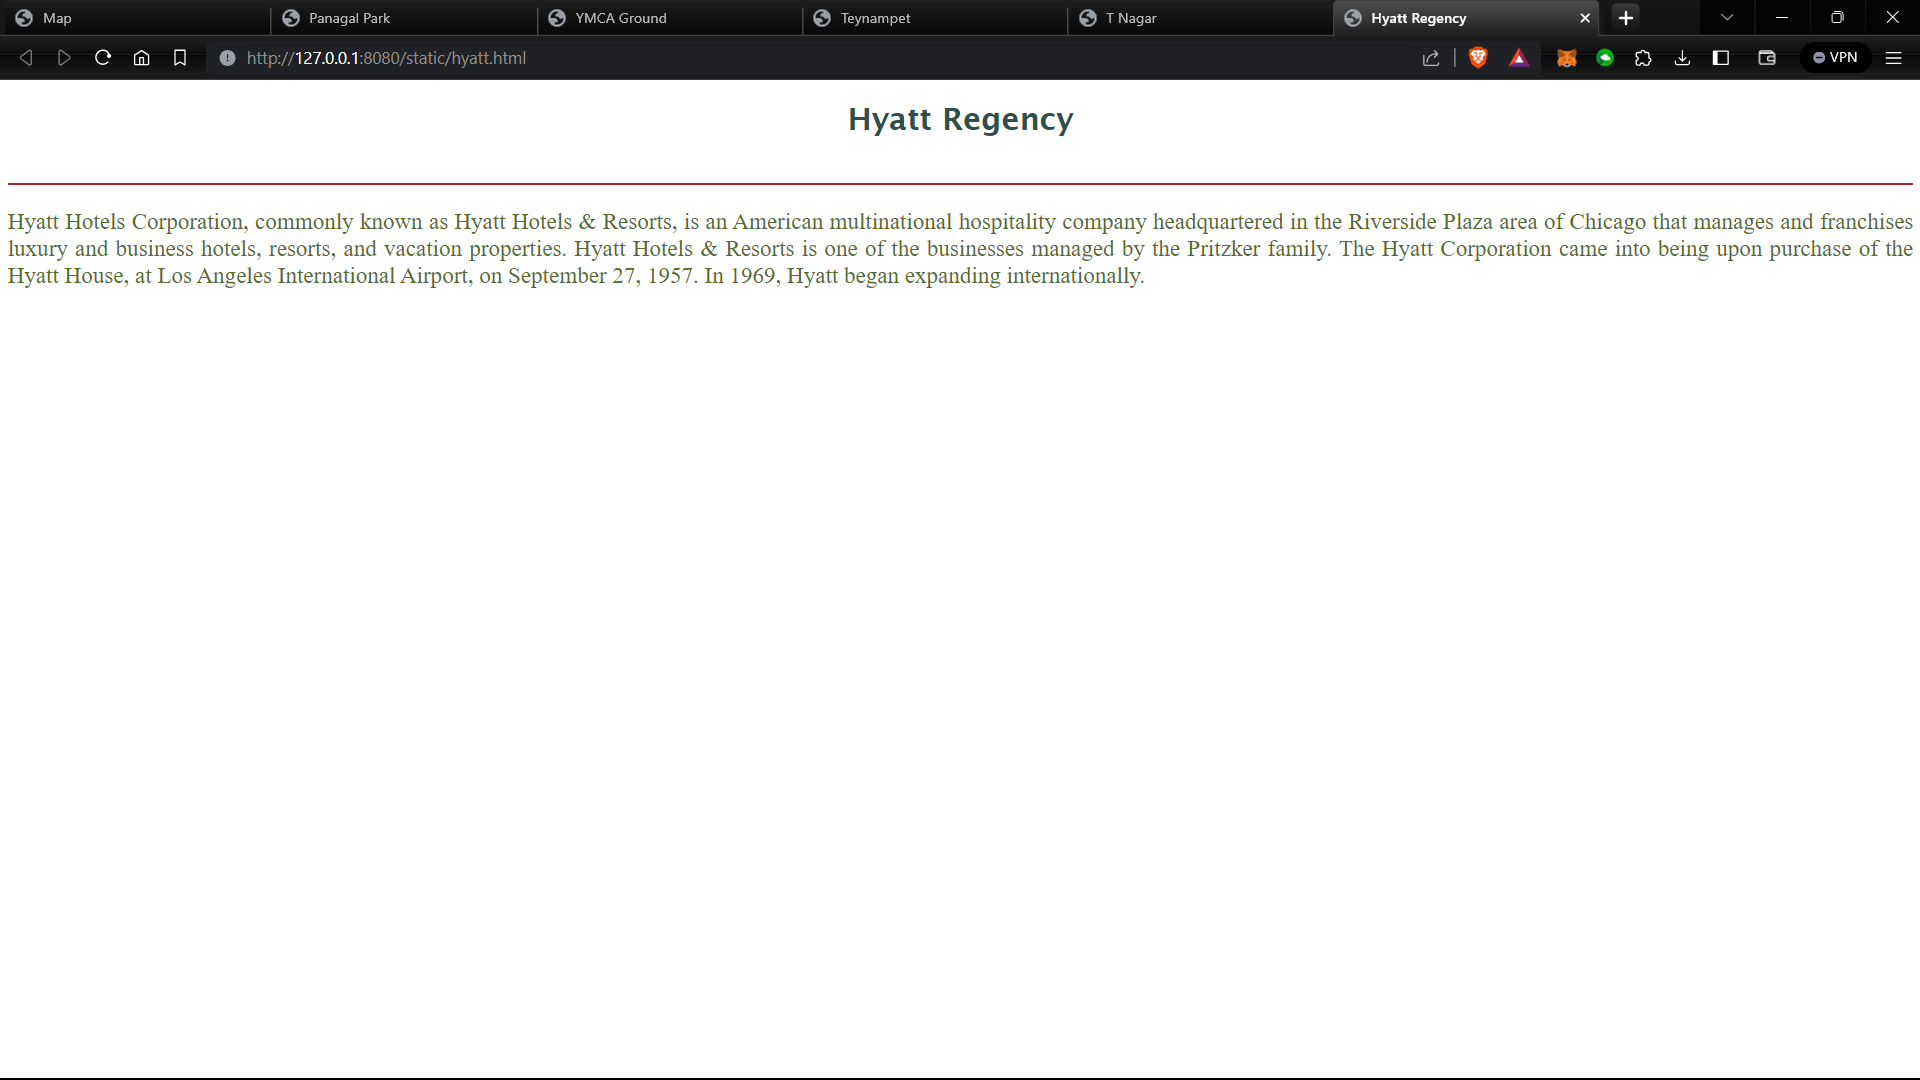 Map
Panagal Park
YMCA Ground
Teynampet
T Nagar
Hyatt Regency
http://127.0.0.1:8080/static/hyatt.html
VPN
Hyatt Regency
Hyatt Hotels Corporation, commonly known as Hyatt Hotels & Resorts, is an American multinational hospitality company headquartered in the Riverside Plaza area of Chicago that manages and franchises
luxury and business hotels, resorts, and vacation properties. Hyatt Hotels & Resorts is one of the businesses managed by the Pritzker family. The Hyatt Corporation came into being upon purchase of the
Hyatt House, at Los Angeles International Airport, on September 27, 1957. In 1969, Hyatt began expanding internationally.